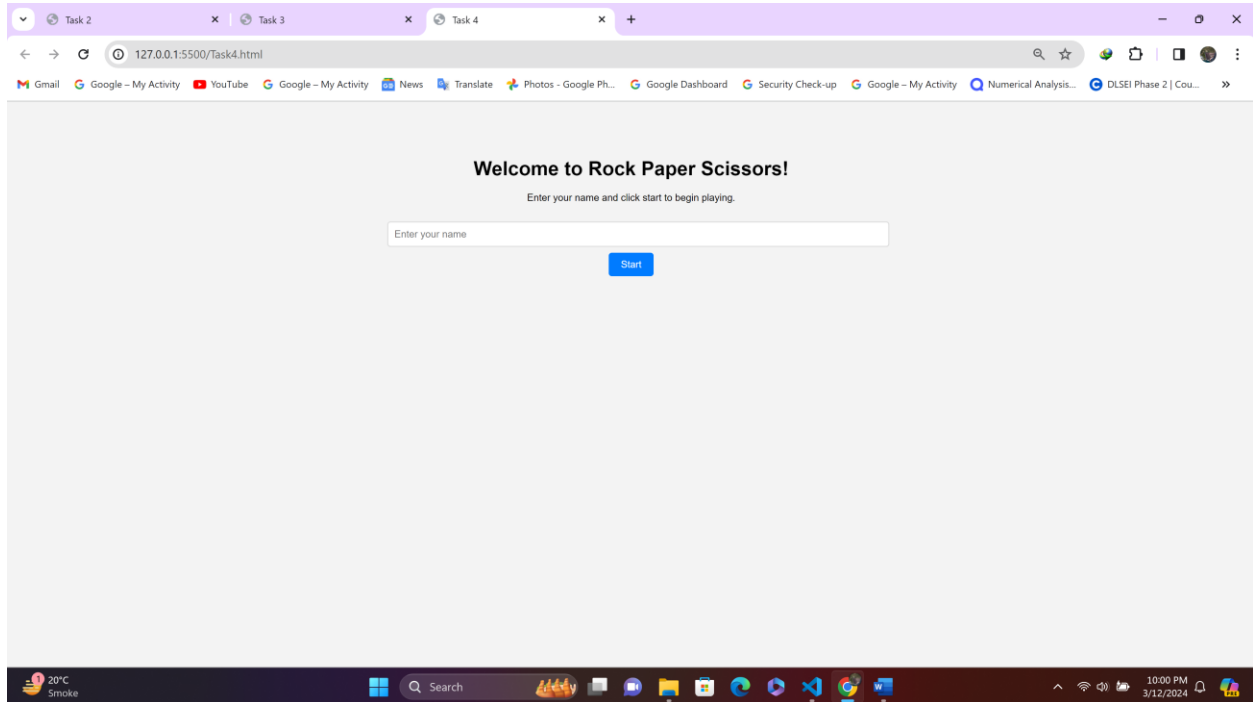 Task 2
Task 3
Task 4
127.0.0.1:5500/Task4.html
Gmail
Google – My Activity
YouTube
Google – My Activity
News
Translate
Photos - Google Ph...
Google Dashboard
Security Check-up
Google – My Activity
Numerical Analysis...
DLSEI Phase 2 | Cou...
Welcome to Rock Paper Scissors!
Enter your name and click start to begin playing.
Enter your name
Start
1
20°C
Smoke
Search
10:00 PM
3/12/2024